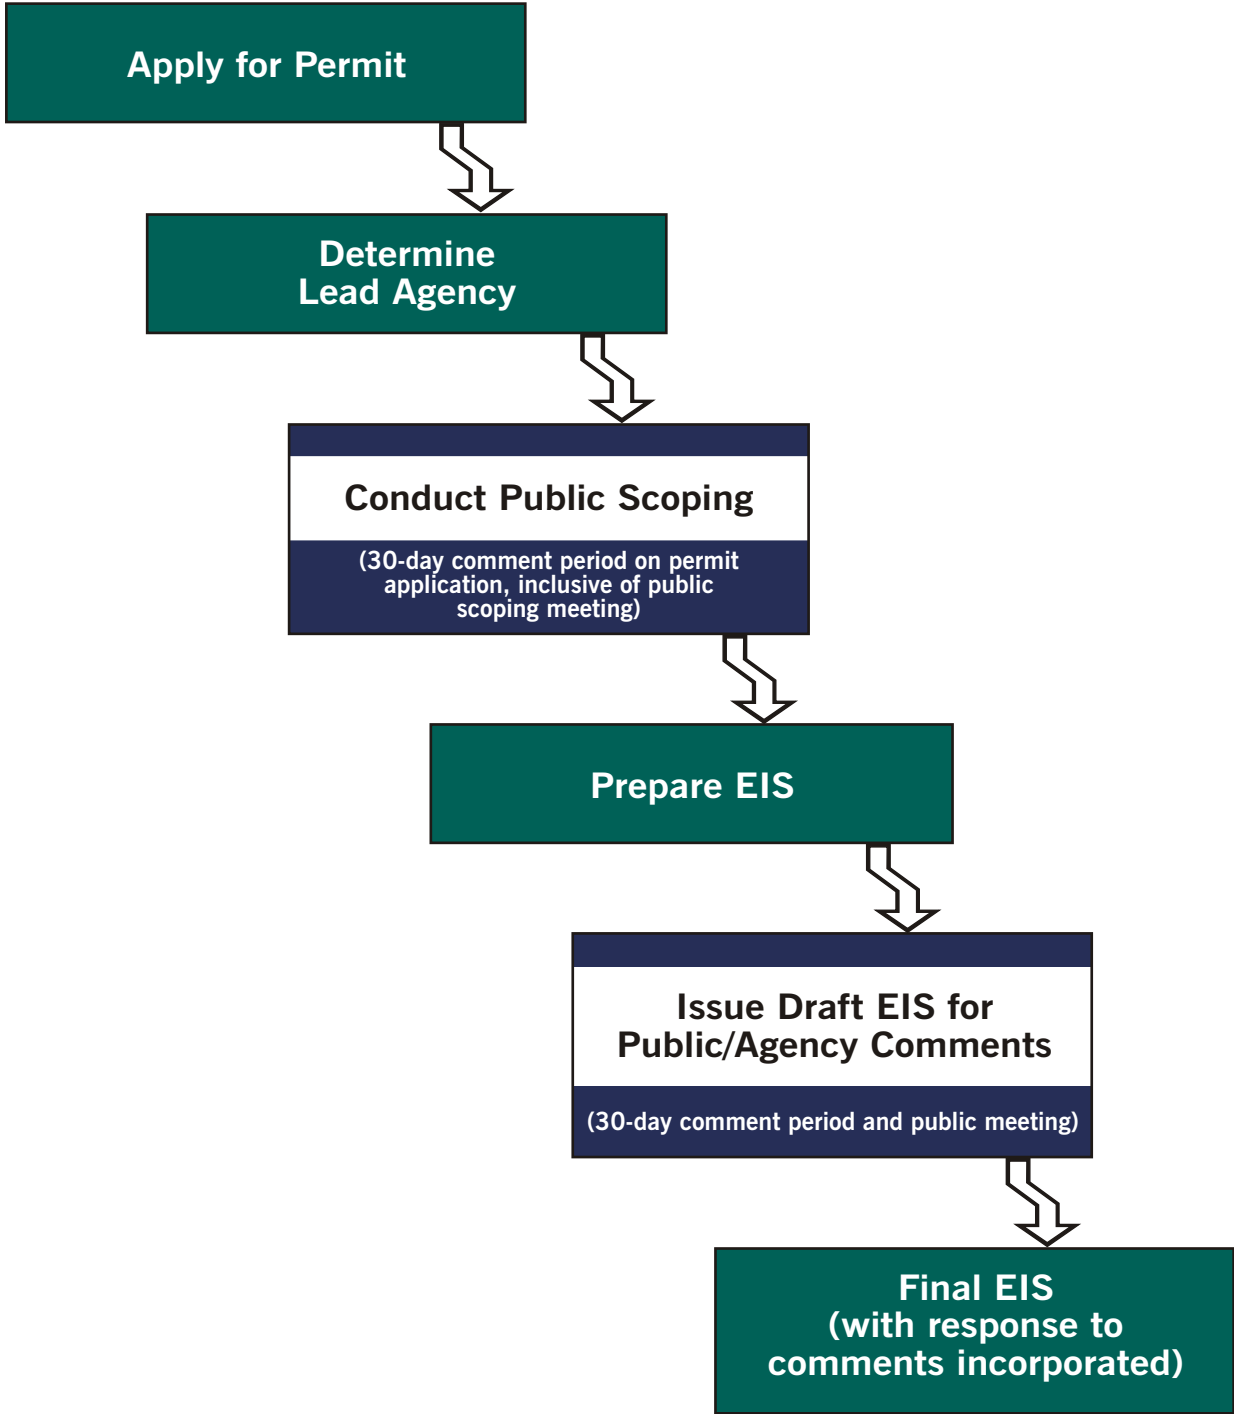 Apply for Permit
Determine
Lead Agency
Conduct Public Scoping
(30-day comment period on permit
application, inclusive of public
scoping meeting)
Prepare EIS
Issue Draft EIS for
Public/Agency Comments
(30-day comment period and public meeting)
Final EIS
(with response to
comments incorporated)